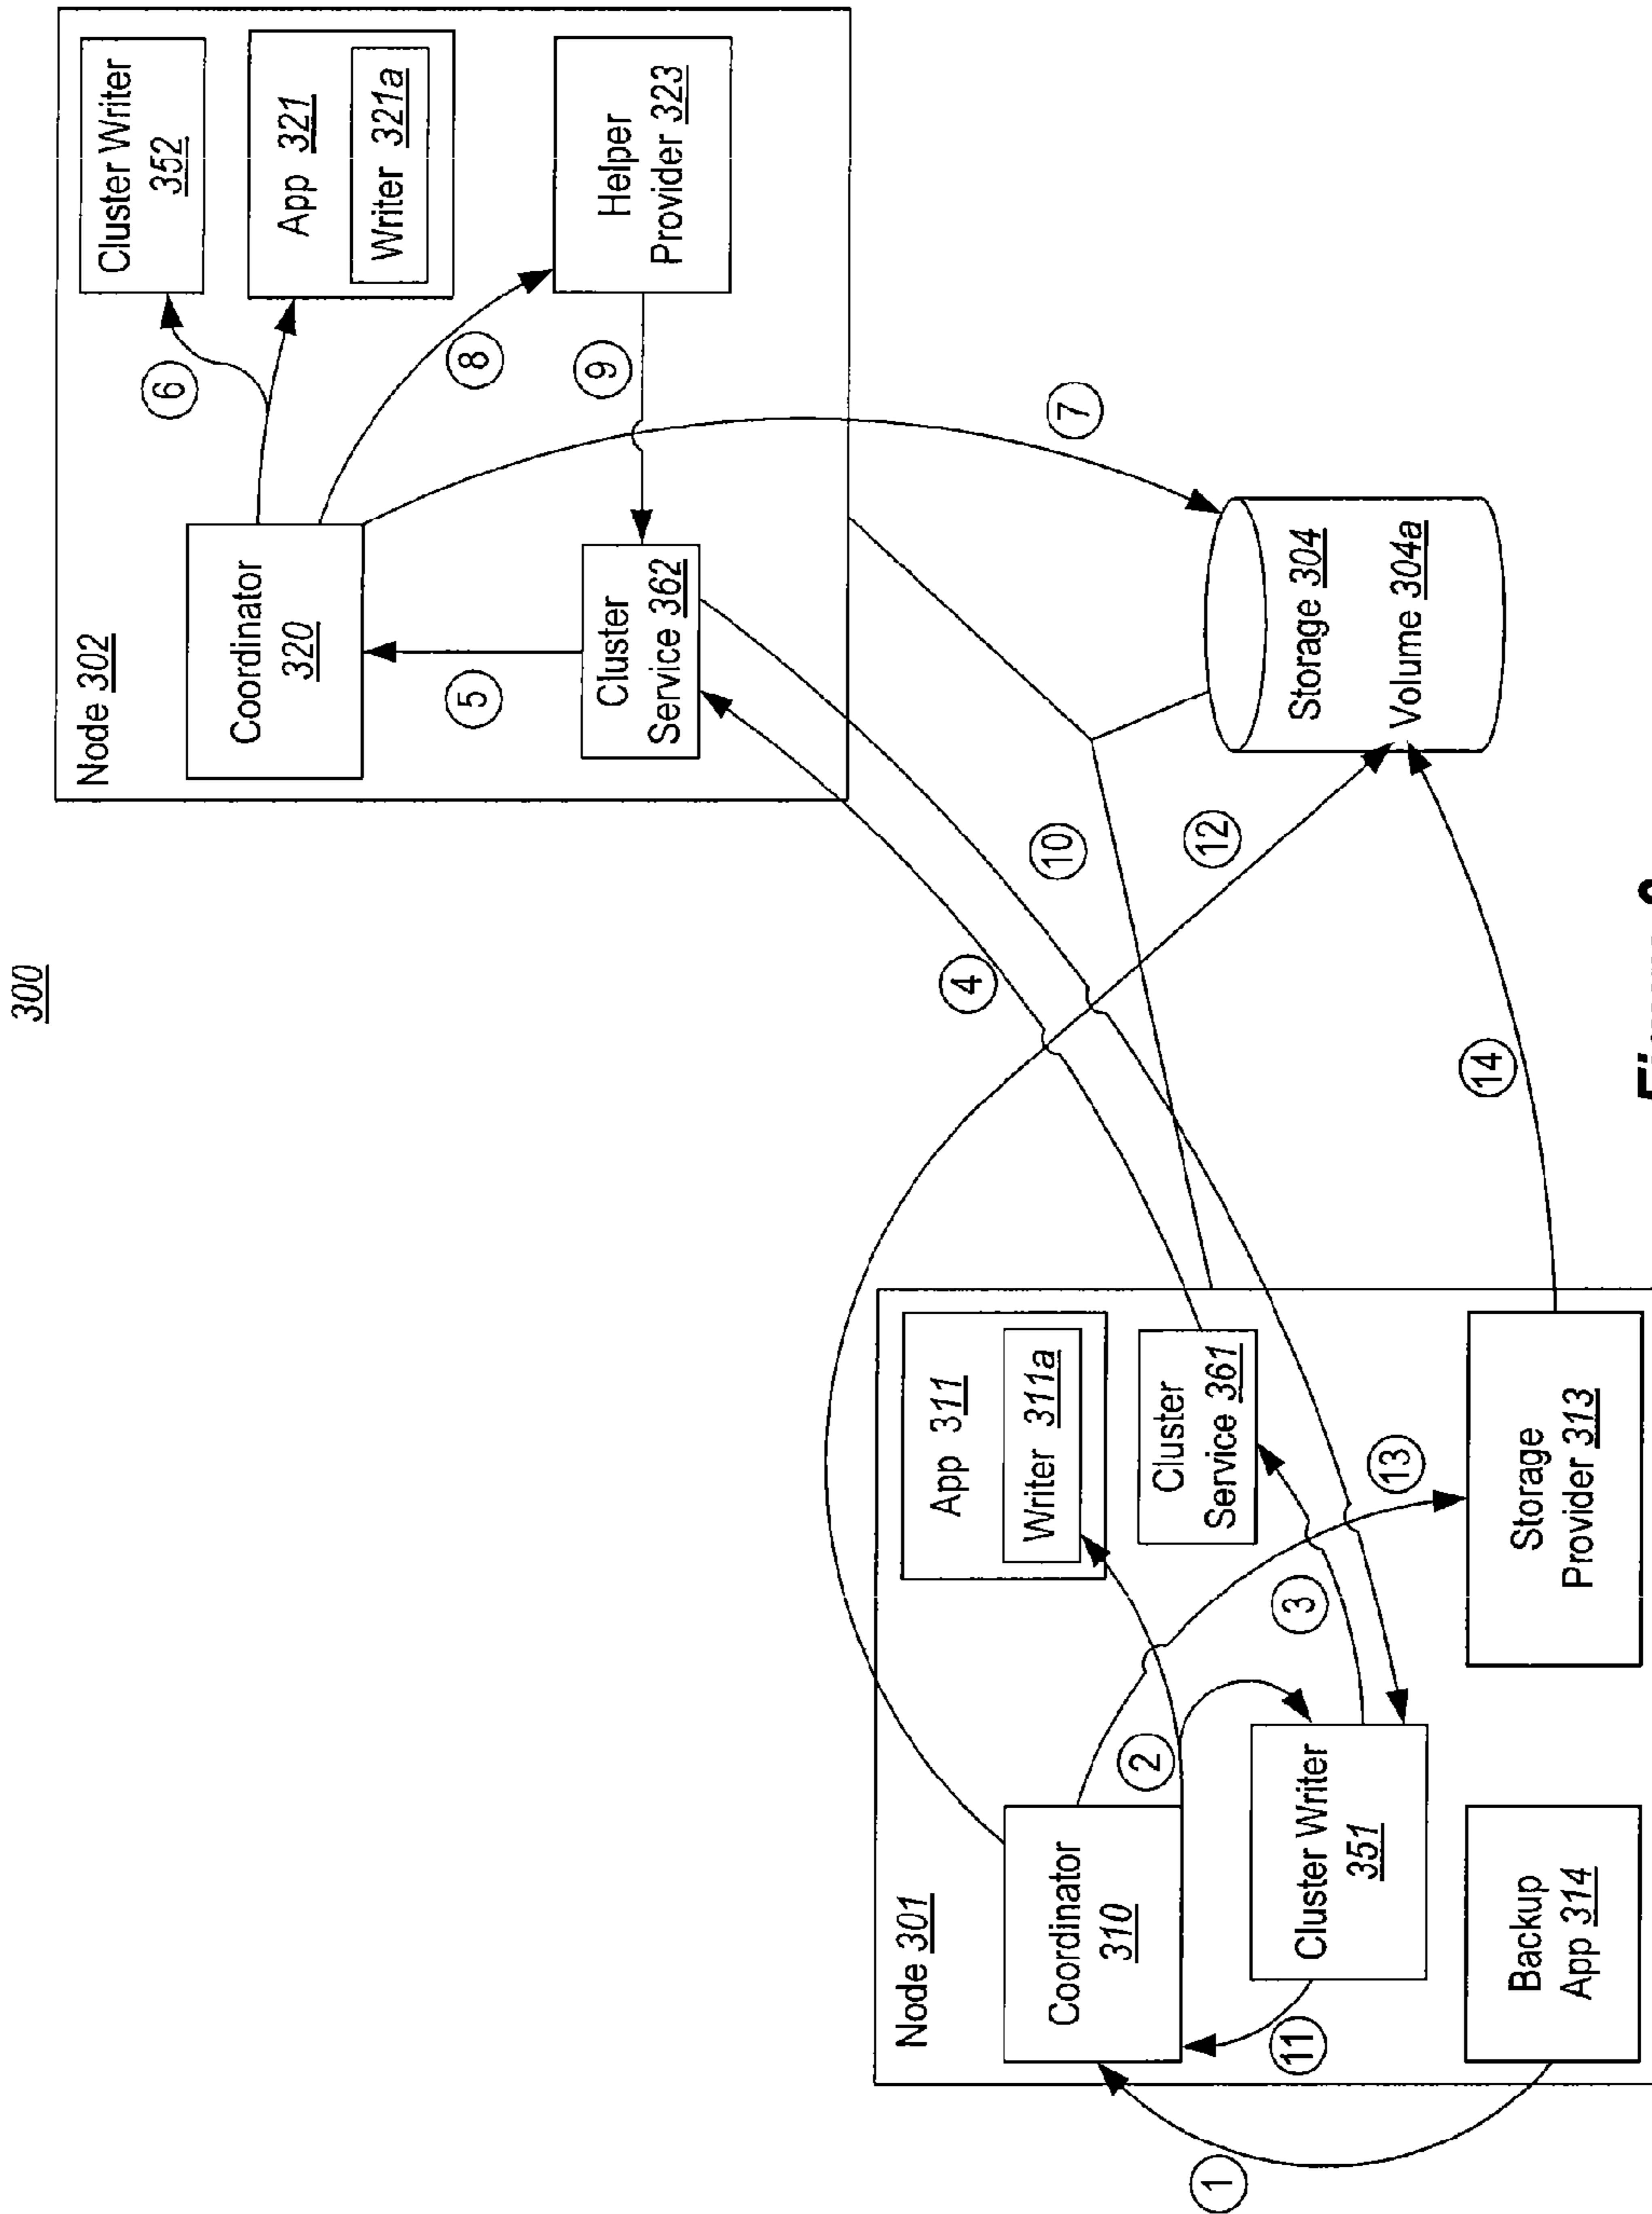 300
Node 302
Coordinator
320
Cluster Writer
352
App 321
Writer 321a
Cluster
Service 362
Helper
Provider 323
5
6
8
9
7
4
10
12
Storage 304
Volume 304a
14
Node 301
Coordinator
310
App 311
Writer 311a
Cluster
Service 361
2
3
13
Cluster Writer
351
11
Backup
App 314
Storage
Provider 313
1